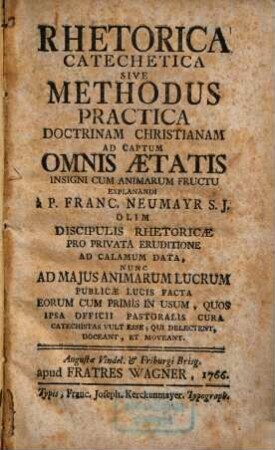 RHETORICA
CATECHETICA
SIVE
METHODUS
PRACTICA
DOCTRINAM CHRISTIANAM
AD CAPTUM
OMNIS ÆTATIS
INSIGNI CUM ANIMARUM FRUCTU
EXPLANANDI
à P. FRANC. NEUMAYR S. J.
OLIM
DISCIPULIS RHETORICÆ
PRO PRIVATA ERUDITIONE
AD CALAMUM DATA,
NUNC
AD MAJUS ANIMARUM LUCRUM
PUBLICÆ LUCIS FACTA
EORUM CUM PRIMIS IN USUM, QUOS
IPSA OFFICII PASTORALIS CURA
CATECHISTAS VULT ESSE, QUI DELECTENT,
DOCEANT, ET MOVEANT.
Augustæ Vindel. & Friburgi Brisg.
apud FRATRES WAGNER, 1766.
Typis, Franc. Joseph. Kerckenmayer. Typograph.